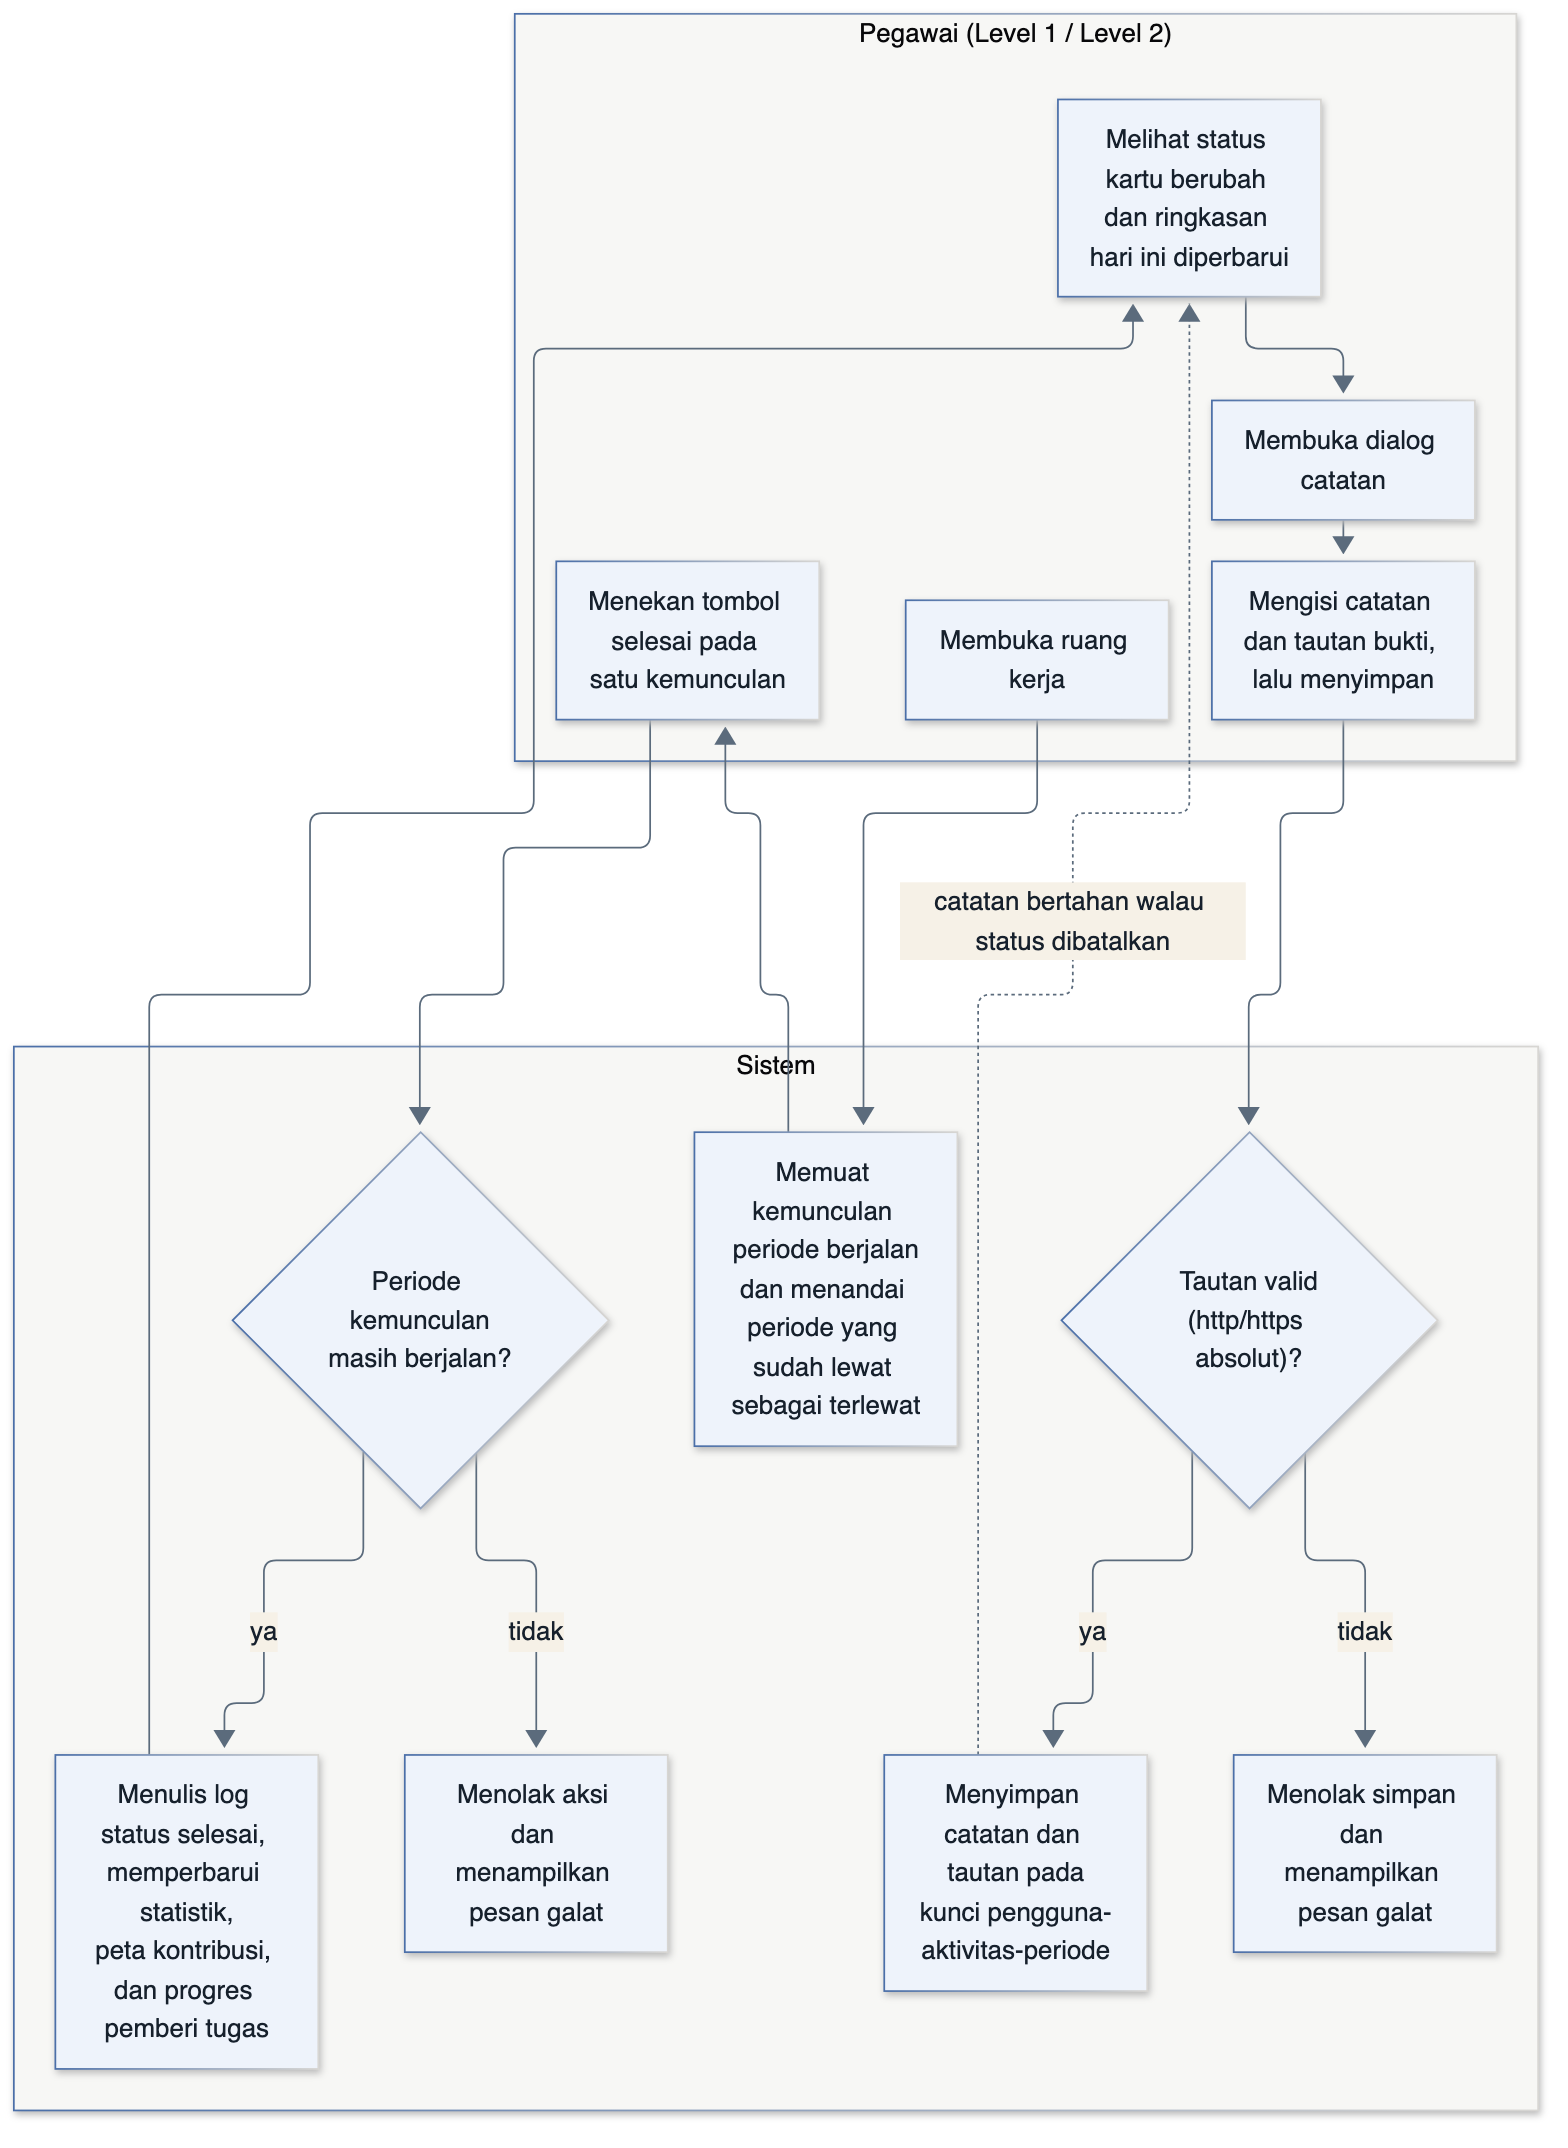 Pegawai (Level 1 / Level 2)
Melihat status
kartu berubah
dan ringkasan
hari ini diperbarui
Membuka dialog
catatan
Menekan tombol
selesai pada
satu kemunculan
Membuka ruang
kerja
Mengisi catatan
dan tautan bukti,
lalu menyimpan
catatan bertahan walau
status dibatalkan
Sistem
Periode
kemunculan
masih berjalan?
Memuat
kemunculan
periode berjalan
dan menandai
periode yang
sudah lewat
sebagai terlewat
Tautan valid
(http/https
absolut)?
ya
tidak
ya
tidak
Menulis log
status selesai,
memperbarui
statistik,
peta kontribusi,
dan progres
pemberi tugas
Menolak aksi
dan
menampilkan
pesan galat
Menyimpan
catatan dan
tautan pada
kunci pengguna-
aktivitas-periode
Menolak simpan
dan
menampilkan
pesan galat